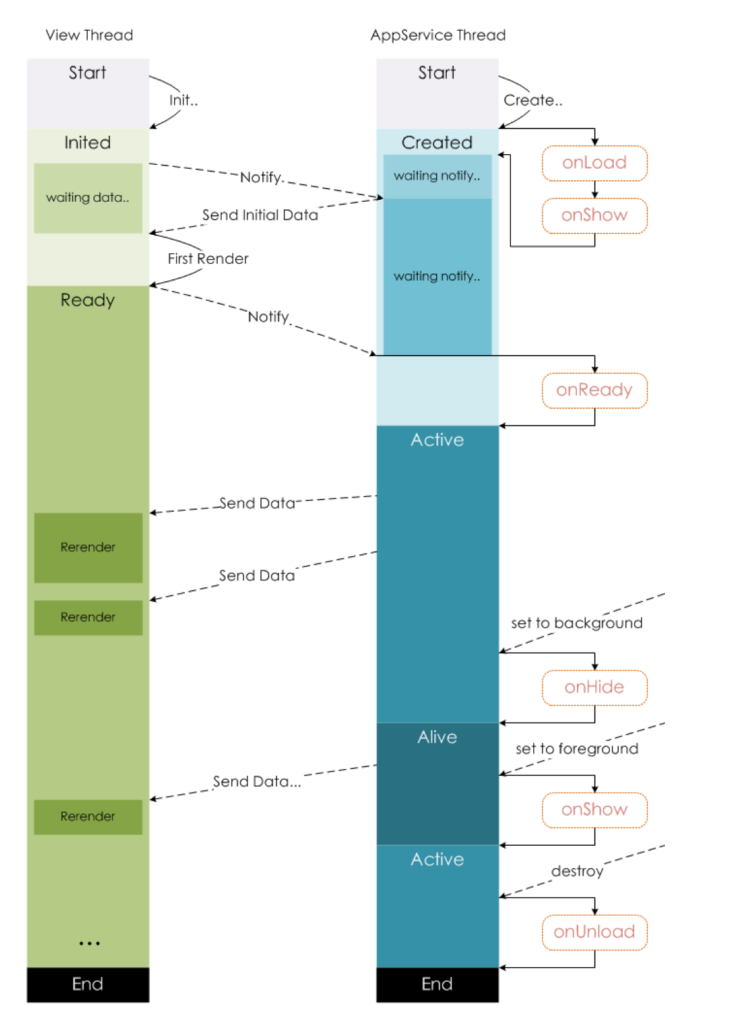 View Thread
AppService Thread
Start
Start
Init..
Create..
Inited
Created
onLoad
waiting notify..
Notify
waiting data..
Send Initial Data
onShow
First Render
waiting notify..
Ready
Notify
onReady
Active
Send Data
Rerender
Send Data
Rerender
set to background
onHide
Alive
set to foreground
Send Data...
onShow
Rerender
Active
destroy
onUnload
...
End
End